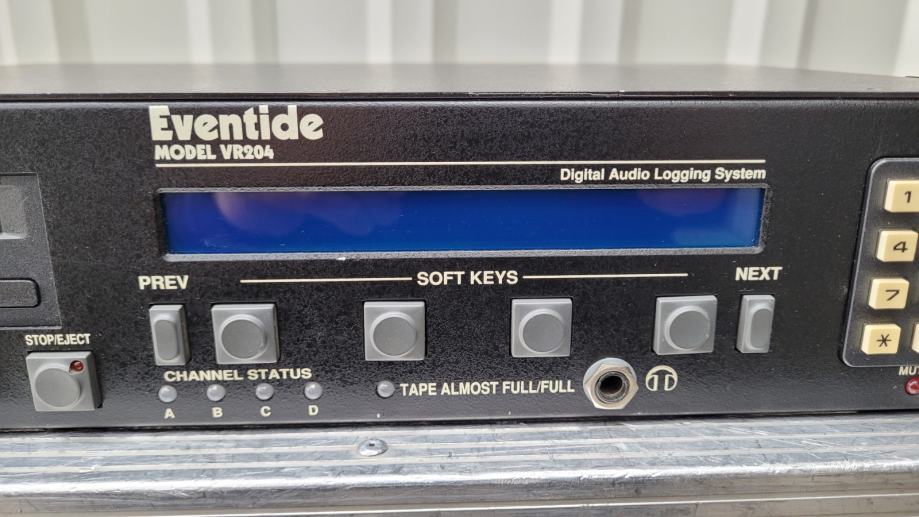 Eventide
MODEL VR204
Digital Audio Logging System
PREV
SOFT KEYS
NEXT
1
4
7
*
STOP/EJECT
CHANNEL STATUS
A B C D
TAPE ALMOST FULL/FULL